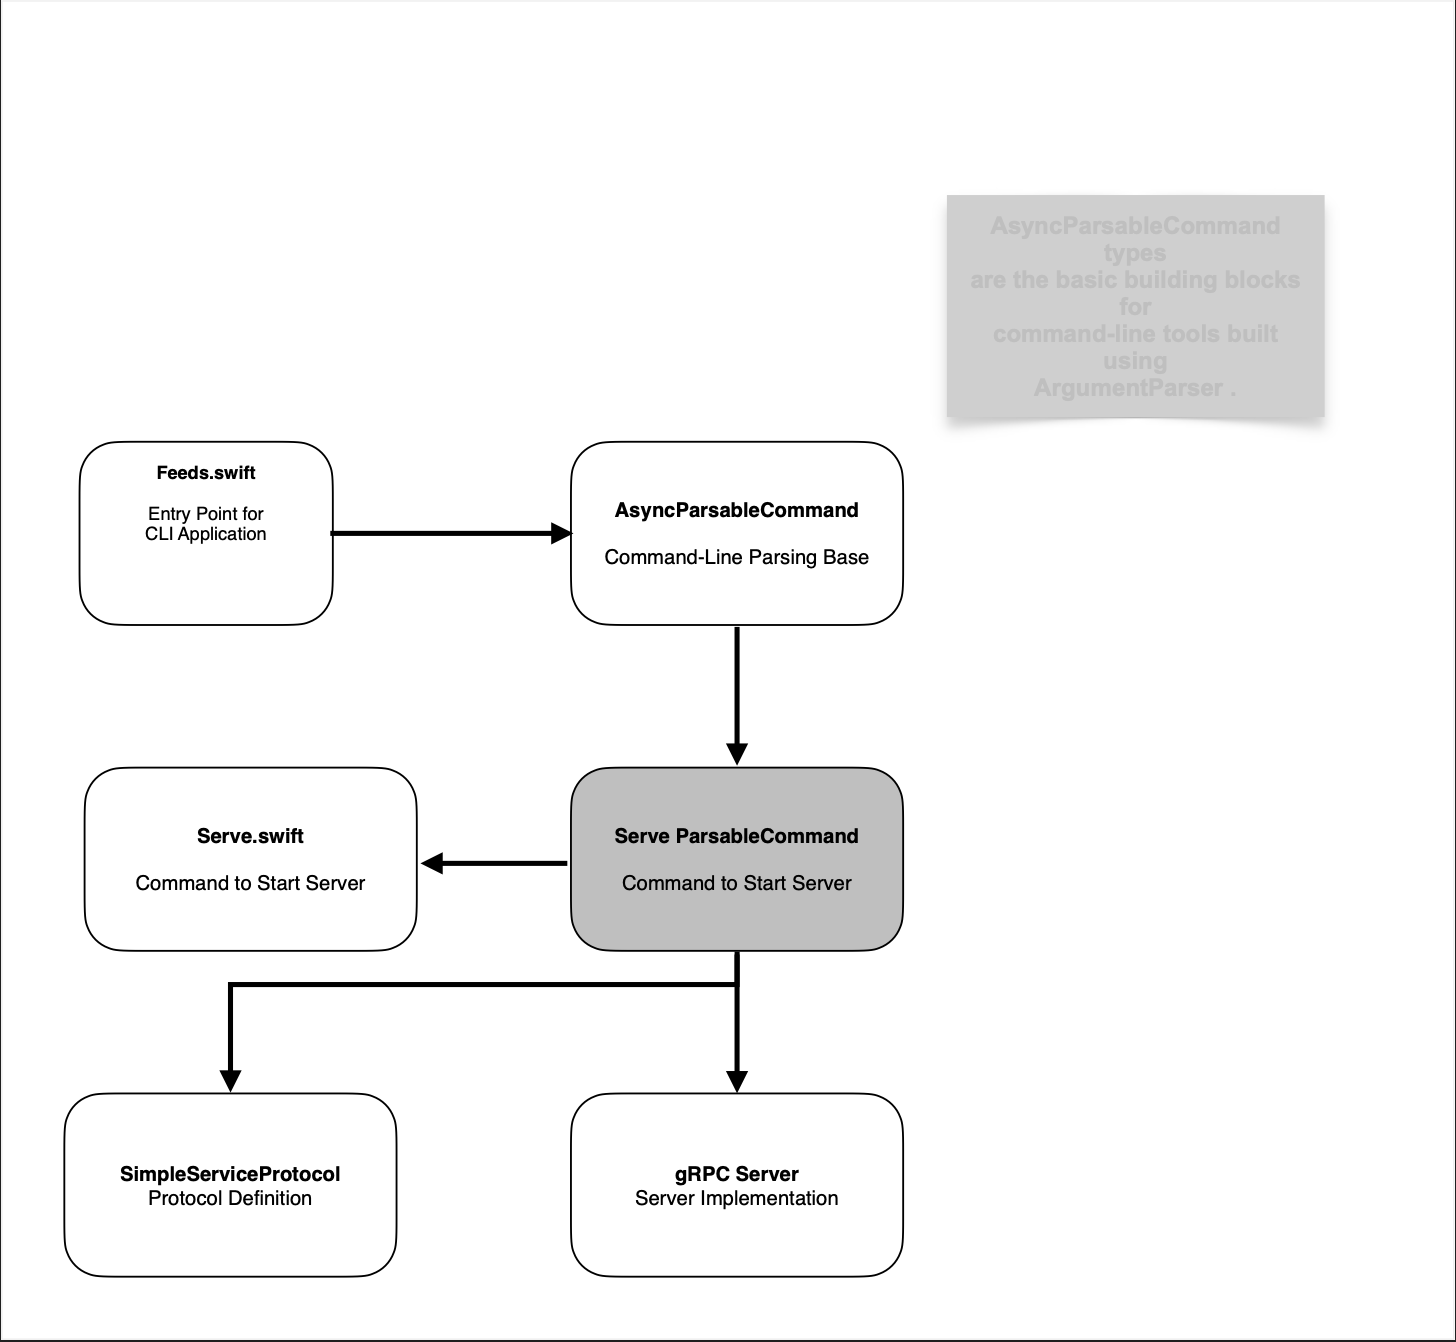 AsyncParsableCommand
types
are the basic building blocks
for
command-line tools built
using
ArgumentParser .
Feeds.swift
Entry Point for
CLI Application
AsyncParsableCommand
Command-Line Parsing Base
Serve.swift
Command to Start Server
Serve ParsableCommand
Command to Start Server
SimpleServiceProtocol
Protocol Definition
gRPC Server
Server Implementation